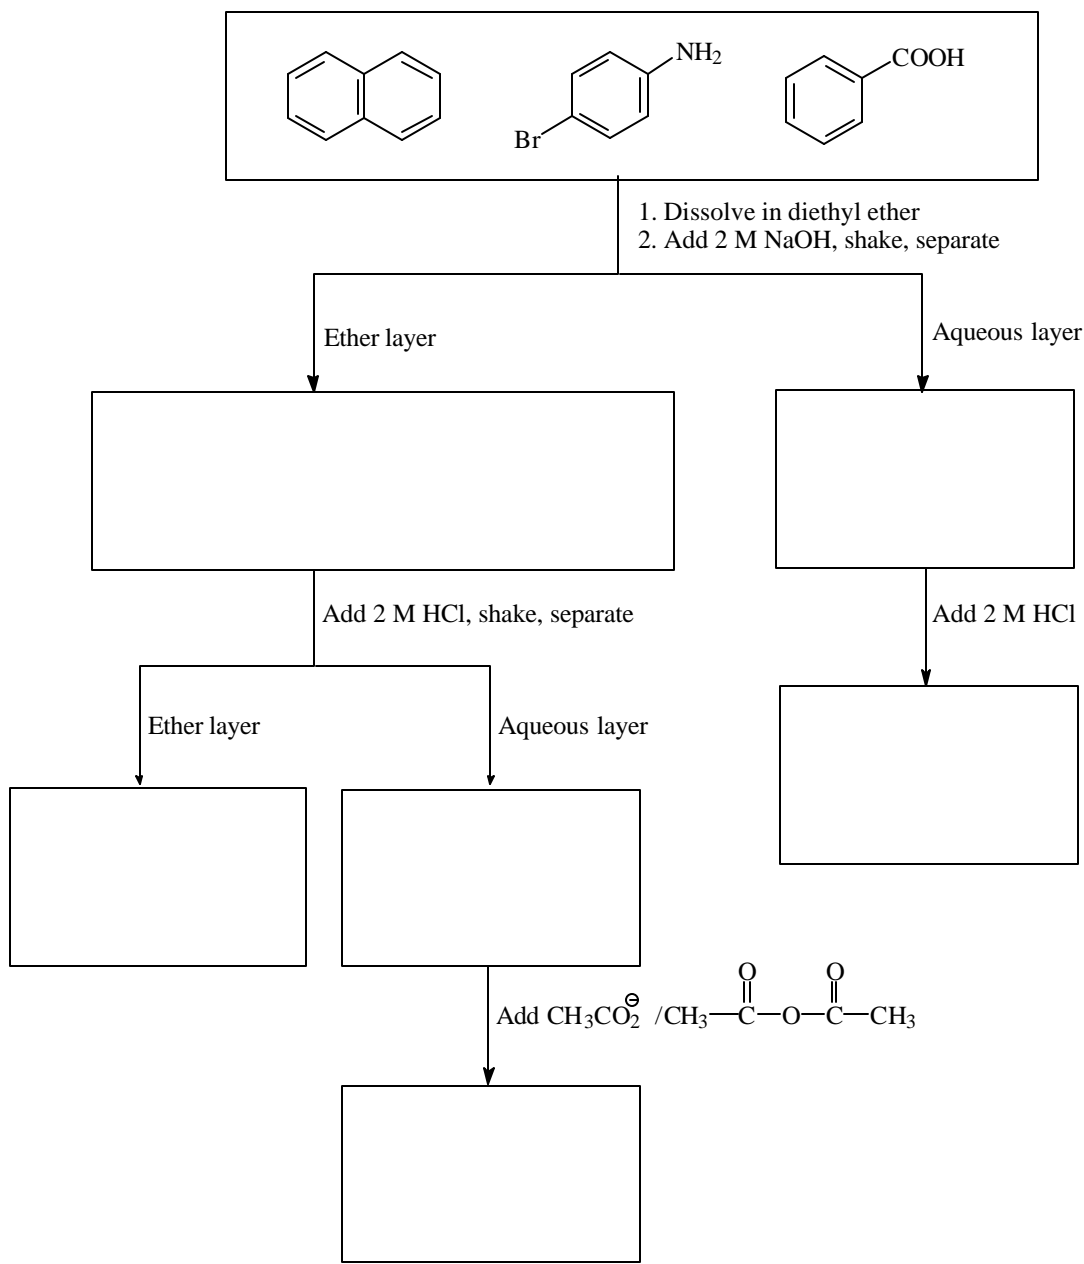 NH2
COOH
Br
1. Dissolve in diethyl ether
2. Add 2 M NaOH, shake, separate
Ether layer
Aqueous layer
Add 2 M HCl, shake, separate
Add 2 M HCl
Ether layer
Aqueous layer
O O
Add CH3CO2⊖ /CH3—C—O—C—CH3